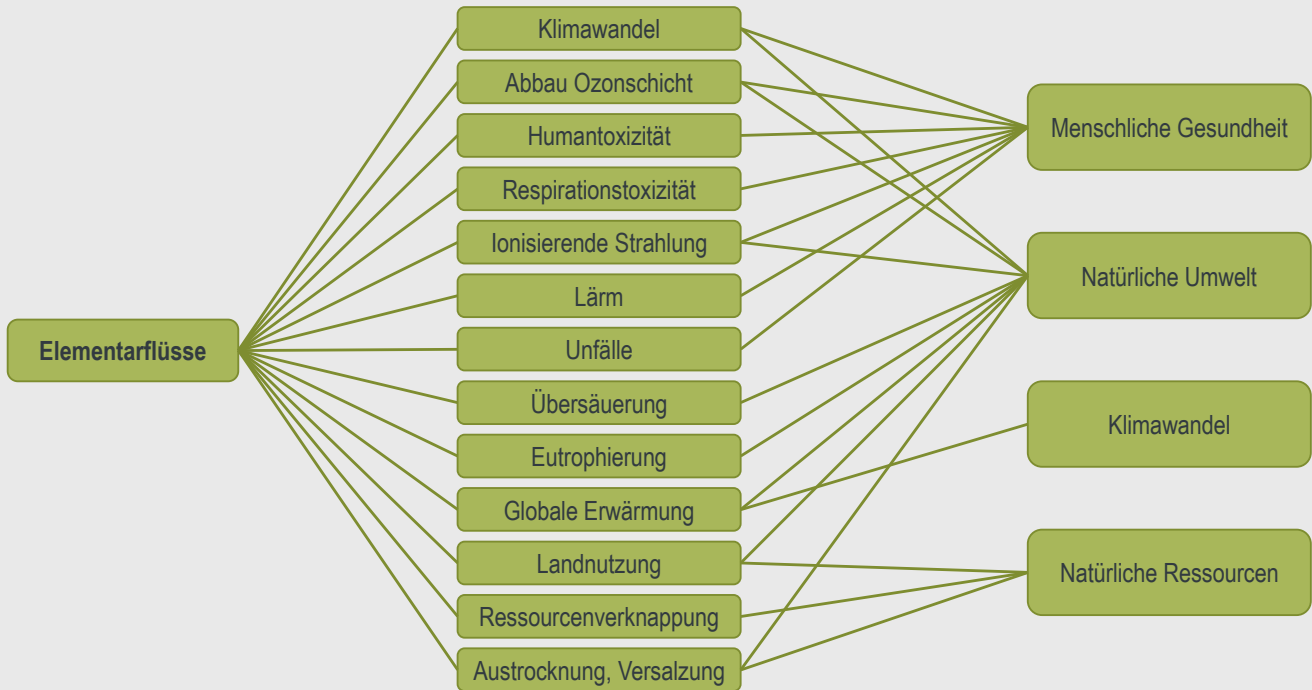 Elementarflüsse
Klimawandel
Abbau Ozonschicht
Humantoxizität
Respirationstoxizität
Ionisierende Strahlung
Lärm
Unfälle
Übersäuerung
Eutrophierung
Globale Erwärmung
Landnutzung
Ressourcenverknappung
Austrocknung, Versalzung
Menschliche Gesundheit
Natürliche Umwelt
Klimawandel
Natürliche Ressourcen